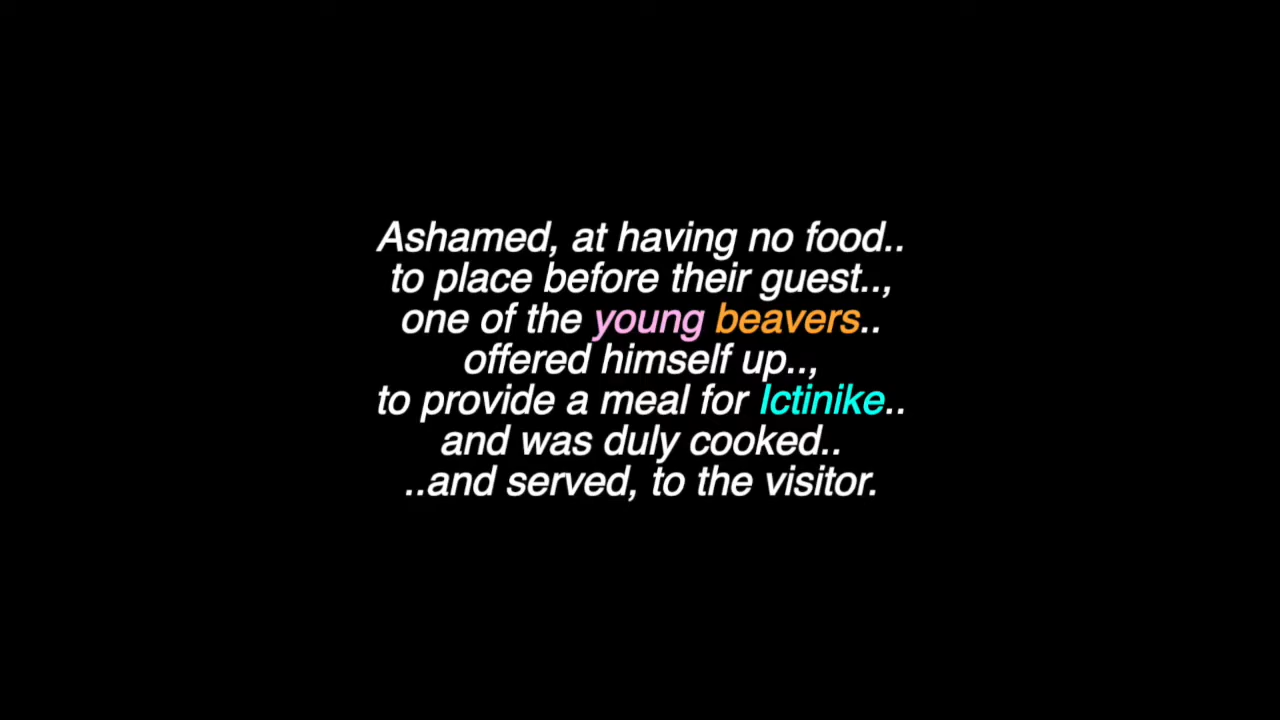 Ashamed, at having no food..
to place before their guest..,
one of the young beavers..
offered himself up..,
to provide a meal for Ictinike..
and was duly cooked..
..and served, to the visitor.